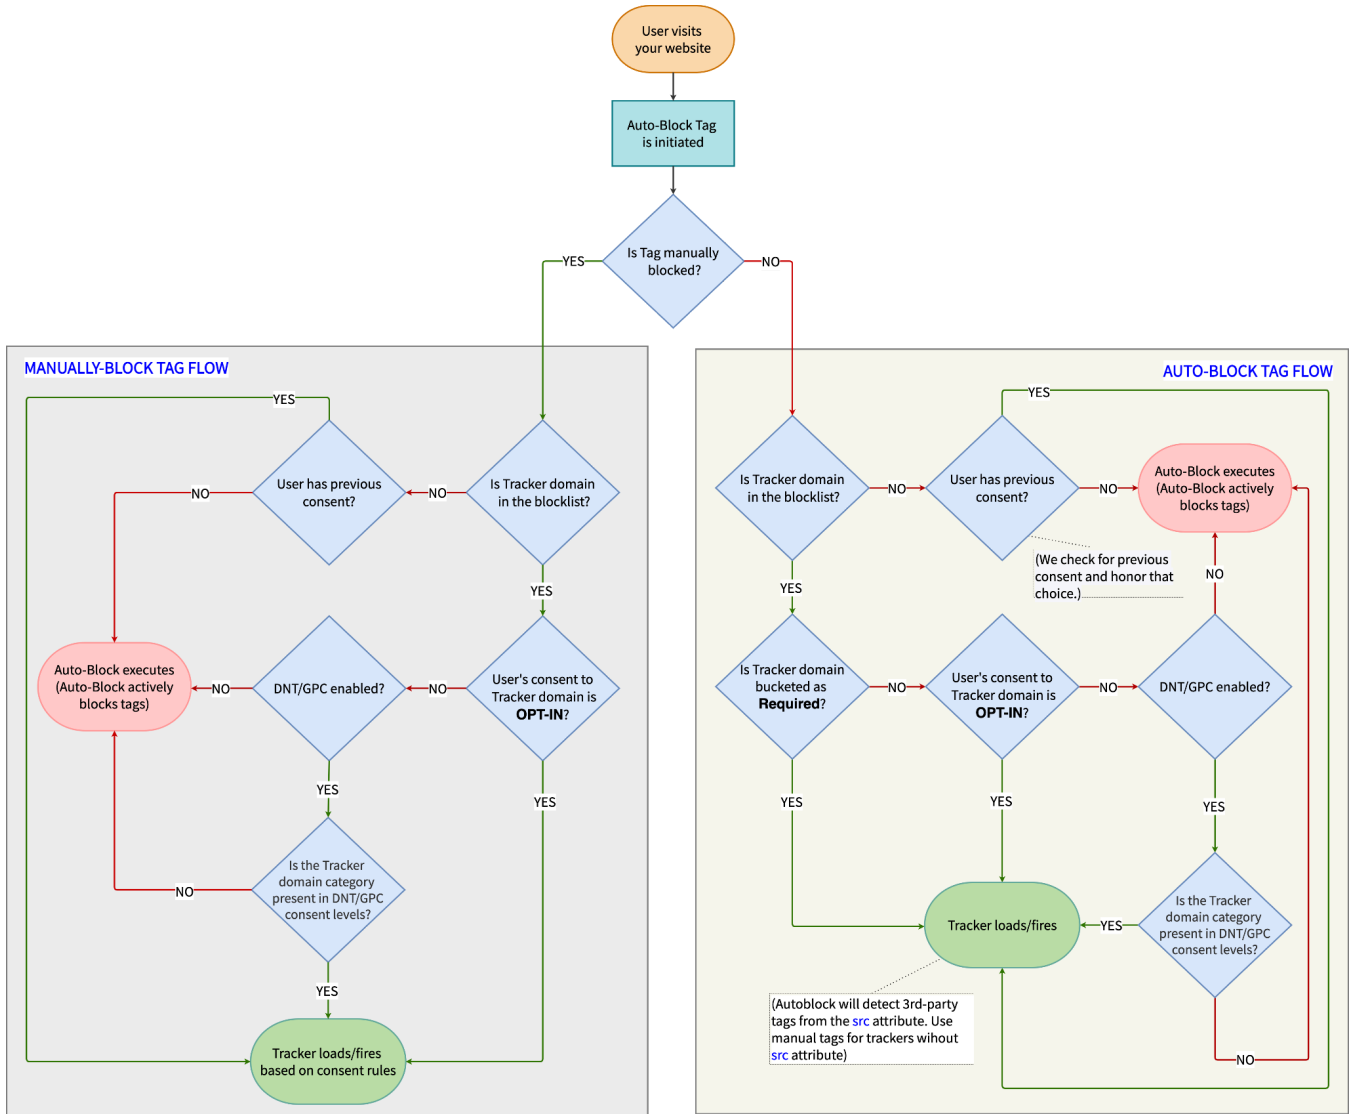 User visits
your website
Auto-Block Tag
is initiated
Is Tag manually
blocked?
YES
NO
MANUALLY-BLOCK TAG FLOW
YES
User has previous
consent?
NO
Is Tracker domain
in the blocklist?
NO
YES
Auto-Block executes
(Auto-Block actively
blocks tags)
NO
DNT/GPC enabled?
NO
User's consent to
Tracker domain is
OPT-IN?
YES
YES
Is the Tracker
domain category
present in DNT/GPC
consent levels?
NO
YES
Tracker loads/fires
based on consent rules
AUTO-BLOCK TAG FLOW
YES
Is Tracker domain
in the blocklist?
NO
User has previous
consent?
NO
Auto-Block executes
(Auto-Block actively
blocks tags)
(We check for previous
consent and honor that
choice.)
NO
YES
Is Tracker domain
bucketed as
Required?
NO
User's consent to
Tracker domain is
OPT-IN?
NO
DNT/GPC enabled?
YES
YES
YES
Tracker loads/fires
YES
Is the Tracker
domain category
present in DNT/GPC
consent levels?
(Autoblock will detect 3rd-party
tags from the src attribute. Use
manual tags for trackers wihout
src attribute)
NO